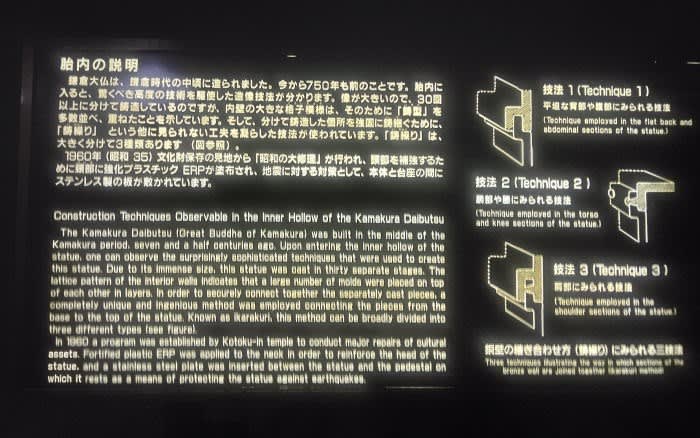 胎内の説明
鎌倉大仏は、鎌倉時代の中頃に造られました。今から750年も前のことです。胎内に
入ると、驚くべき高度の技術を駆使した造像技法が分かります。像が大きいので、30回
以上に分けて鋳造しているのですが、内壁の大きな格子模様は、そのために「鋳型」を
多数並べ、重ねたことを示しています。そして、分けて鋳造した個所を強固に鋳継ぐために、
「鋳繰り」という他に見られない工夫を凝らした技法が使われています。「鋳繰り」は、
大きく分けて3種類あります(図参照)。
1960年(昭和 35)文化財保存の見地から「昭和の大修理」が行われ、頭部を補強するた
めに頸部に強化プラスチック ERPが塗布され、地震に対する対策として、本体と台座の間に
ステンレス製の板が敷かれています。
Construction Techniques Observable in the Inner Hollow of the Kamakura Daibutsu
The Kamakura Daibutsu (Great Buddha of Kamakura) was built in the middle of the
Kamakura period, seven and a half centuries ago. Upon entering the inner hollow of the
statue, one can observe the surprisingly sophisticated techniques that were used to create
this statue. Due to its immense size, this statue was cast in thirty separate stages. The
lattice pattern of the interior walls indicates that a large number of molds were placed on top
of each other in layers. In order to securely connect together the separately cast pieces, a
completely unique and ingenious method was employed connecting the pieces from the
base to the top of the statue. Known as ikarakuri, this method can be broadly divided into
three different types (see figure).
In 1960 a program was established by Kotoku-in temple to conduct major repairs of cultural
assets. Fortified plastic ERP was applied to the neck in order to reinforce the head of the
statue, and a stainless steel plate was inserted between the statue and the pedestal on
which it rests as a means of protecting the statue against earthquakes.
技法 1 (Technique 1)
平坦な背部や腹部にみられる技法
(Technique employed in the flat back and
abdominal sections of the statue.)
技法 2 (Technique 2)
胴部や膝にみられる技法
(Technique employed in the torso
and knee sections of the statue.)
技法 3 (Technique 3)
肩部にみられる技法
(Technique employed in the
shoulder sections of the statue.)
銅壁の継ぎ合わせ方(鋳繰り)にみられる三技法
Three techniques illustrating the way in which sections of the
bronze wall are joined together (ikarakuri method)